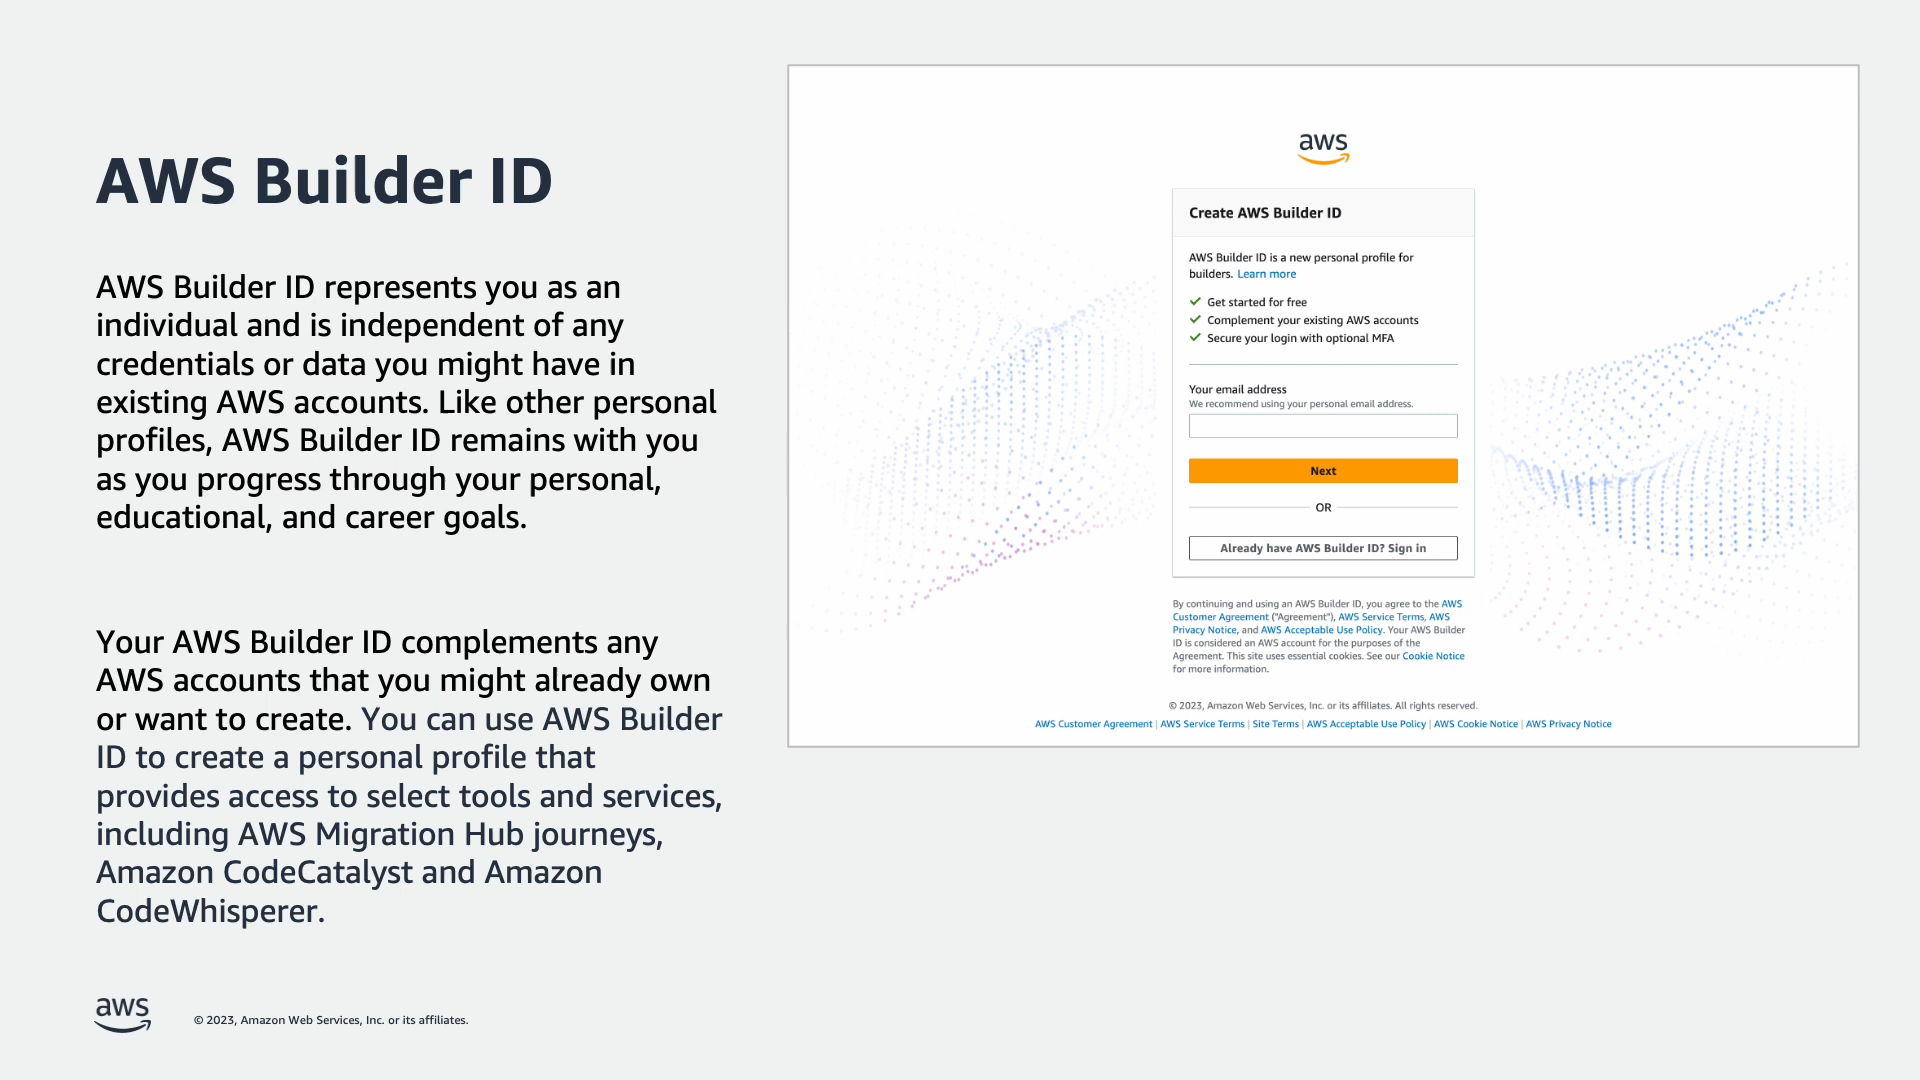 AWS Builder ID
AWS Builder ID represents you as an
individual and is independent of any
credentials or data you might have in
existing AWS accounts. Like other personal
profiles, AWS Builder ID remains with you
as you progress through your personal,
educational, and career goals.
Your AWS Builder ID complements any
AWS accounts that you might already own
or want to create. You can use AWS Builder
ID to create a personal profile that
provides access to select tools and services,
including AWS Migration Hub journeys,
Amazon CodeCatalyst and Amazon
CodeWhisperer.
aws
Create AWS Builder ID
AWS Builder ID is a new personal profile for
builders. Learn more
Get started for free
Complement your existing AWS accounts
Secure your login with optional MFA
Your email address
We recommend using your personal email address.
Next
OR
Already have AWS Builder ID? Sign in
By continuing and using an AWS Builder ID, you agree to the AWS
Customer Agreement ("Agreement"), AWS Service Terms, AWS
Privacy Notice, and AWS Acceptable Use Policy. Your AWS Builder
ID is considered an AWS account for the purposes of the
Agreement. This site uses essential cookies. See our Cookie Notice
for more information.
© 2023, Amazon Web Services, Inc. or its affiliates. All rights reserved.
AWS Customer Agreement | AWS Service Terms | Site Terms | AWS Acceptable Use Policy | AWS Cookie Notice | AWS Privacy Notice
aws
© 2023, Amazon Web Services, Inc. or its affiliates.